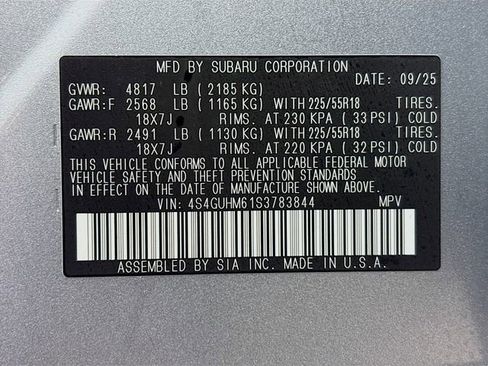 MFD BY SUBARU CORPORATION
DATE: 09/25
GVWR: 4817 LB (2185 KG)
GAWR:F 2568 LB (1165 KG) WITH 225/55R18 TIRES.
18X7J RIMS. AT 230 KPA (33 PSI) COLD
GAWR:R 2491 LB (1130 KG) WITH 225/55R18 TIRES.
18X7J RIMS. AT 220 KPA (32 PSI) COLD
THIS VEHICLE CONFORMS TO ALL APPLICABLE FEDERAL MOTOR
VEHICLE SAFETY AND THEFT PREVENTION STANDARDS
IN EFFECT ON THE DATE OF MANUFACTURE SHOWN ABOVE.
VIN: 4S4GUHM61S3783844 MPV
ASSEMBLED BY SIA INC. MADE IN U.S.A.